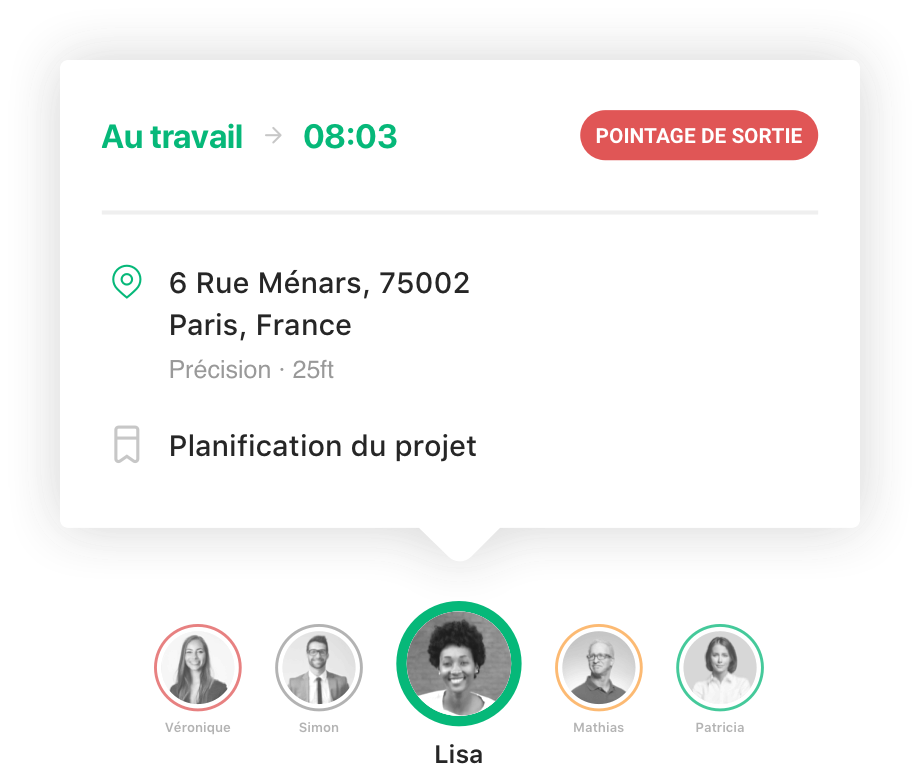 Au travail → 08:03
POINTAGE DE SORTIE
6 Rue Ménars, 75002
Paris, France
Précision · 25ft
Planification du projet
Véronique
Simon
Lisa
Mathias
Patricia